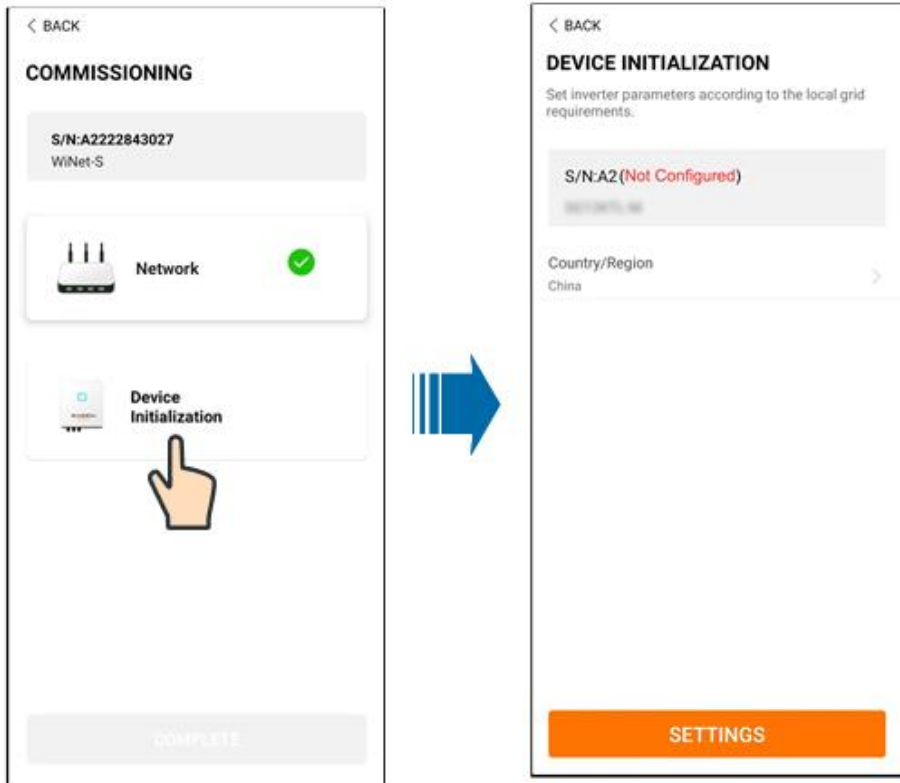 < BACK
COMMISSIONING
S/N:A2222843027
WiNet-S
Network
Device
Initialization
COMPLETE
< BACK
DEVICE INITIALIZATION
Set inverter parameters according to the local grid
requirements.
S/N:A2(Not Configured)
Country/Region
China
SETTINGS